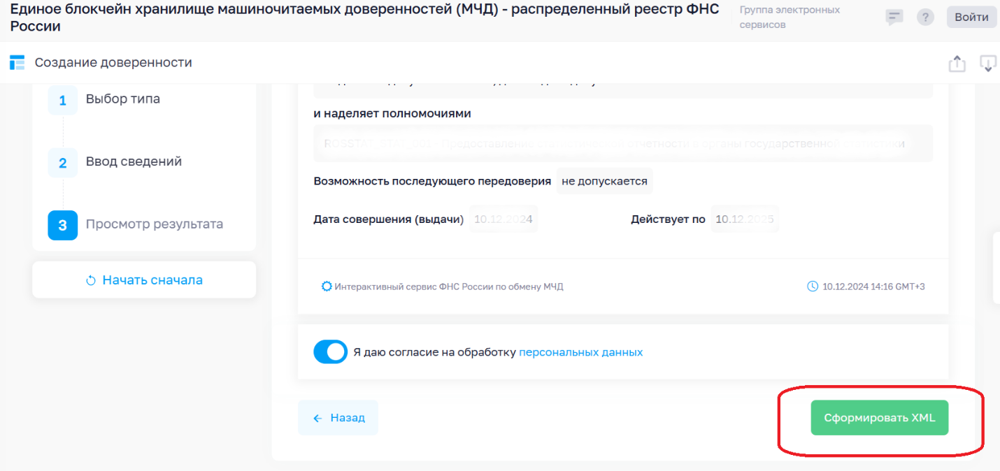 Единое блокчейн хранилище машиночитаемых доверенностей (МЧД) - распределенный реестр ФНС
России
Группа электронных
сервисов
?
Войти
Создание доверенности
1 Выбор типа
2 Ввод сведений
3 Просмотр результата
Начать сначала
и наделяет полномочиями
ROSSTAT_STAT_001 Предоставление статистической отчетности в органы государственной статистики
Возможность последующего передоверия не допускается
Дата совершения (выдачи) 10.12.2024 Действует по 10.12.2025
Интерактивный сервис ФНС России по обмену МЧД 10.12.2024 14:16 GMT+3
Я даю согласие на обработку персональных данных
← Назад
Сформировать XML